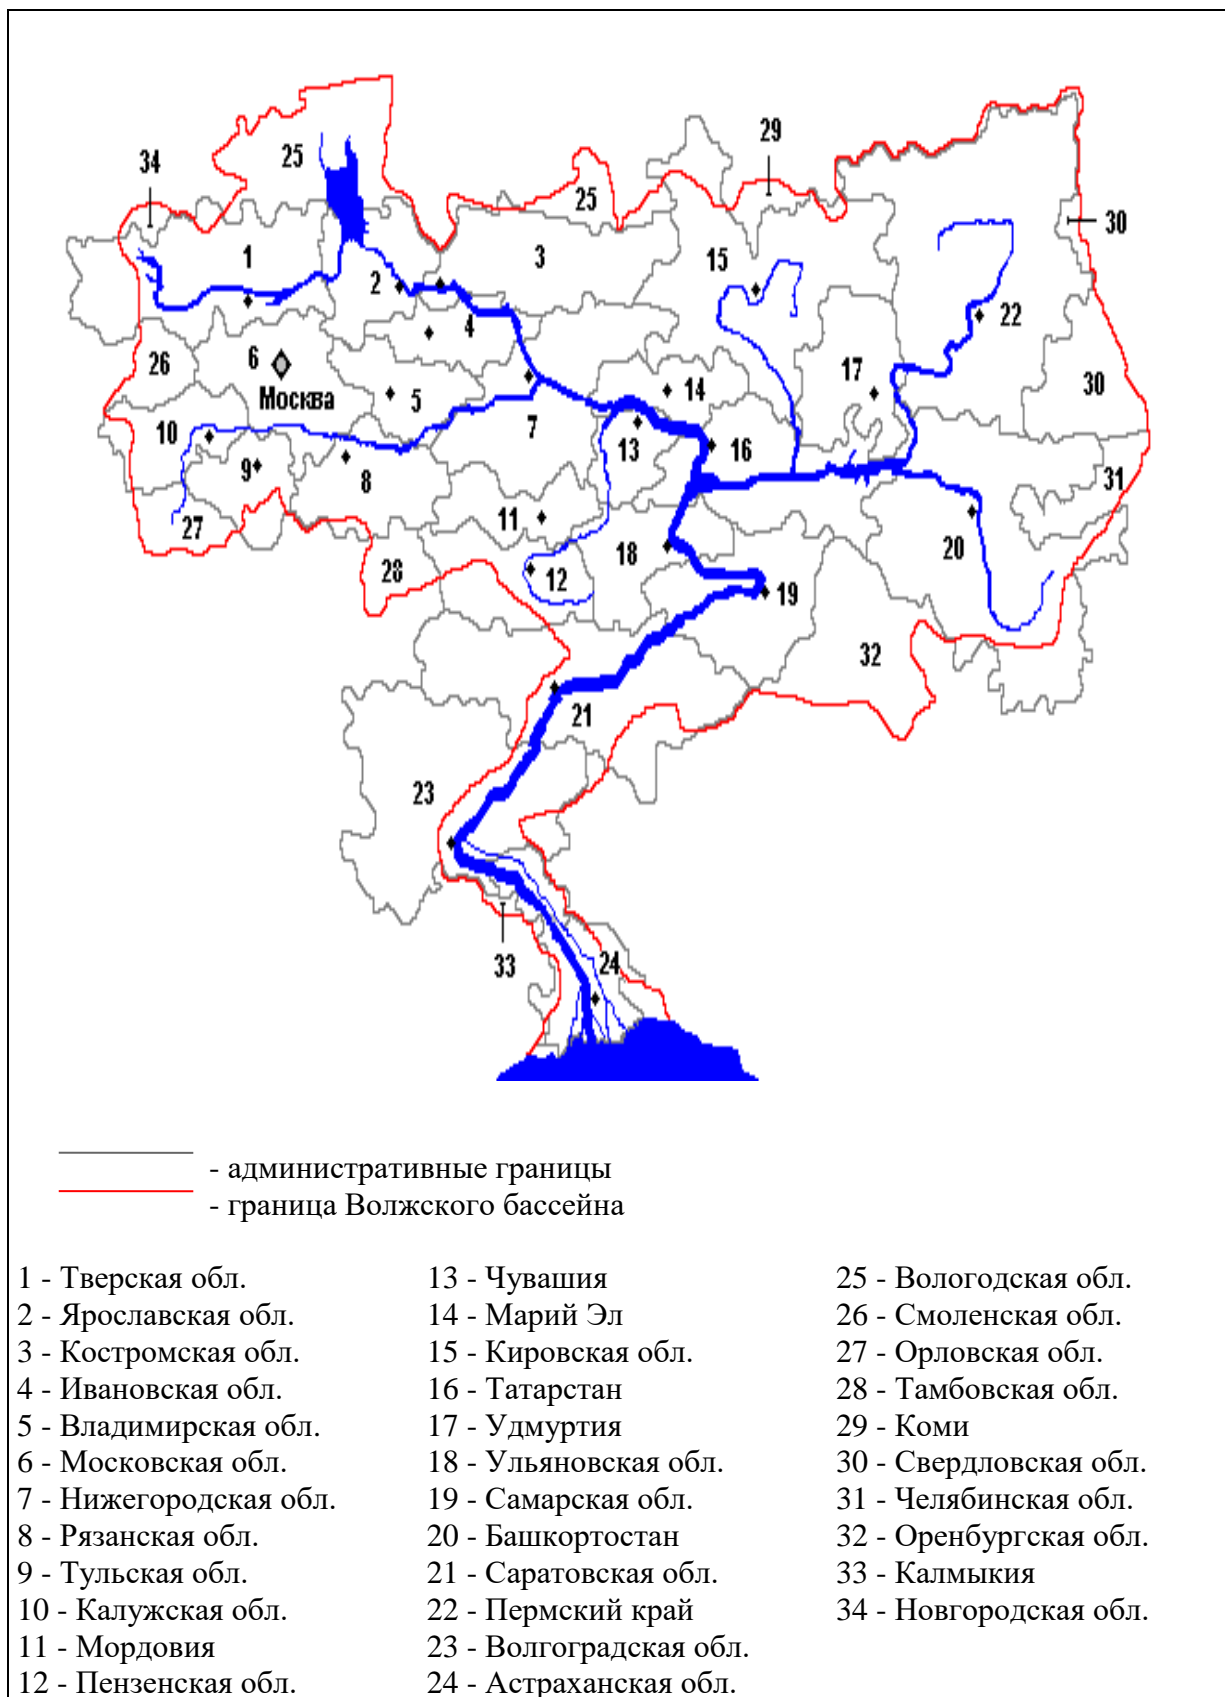 29
34
25
25
30
1
3
15
2
22
4
6
26
Москва
5
17
14
30
7
10
13
16
9
8
31
11
27
18
20
28
12
19
32
21
23
24
33
- административные границы
- граница Волжского бассейна
1 - Тверская обл.
2 - Ярославская обл.
3 - Костромская обл.
4 - Ивановская обл.
5 - Владимирская обл.
6 - Московская обл.
7 - Нижегородская обл.
8 - Рязанская обл.
9 - Тульская обл.
10 - Калужская обл.
11 - Мордовия
12 - Пензенская обл.
13 - Чувашия
14 - Марий Эл
15 - Кировская обл.
16 - Татарстан
17 - Удмуртия
18 - Ульяновская обл.
19 - Самарская обл.
20 - Башкортостан
21 - Саратовская обл.
22 - Пермский край
23 - Волгоградская обл.
24 - Астраханская обл.
25 - Вологодская обл.
26 - Смоленская обл.
27 - Орловская обл.
28 - Тамбовская обл.
29 - Коми
30 - Свердловская обл.
31 - Челябинская обл.
32 - Оренбургская обл.
33 - Калмыкия
34 - Новгородская обл.